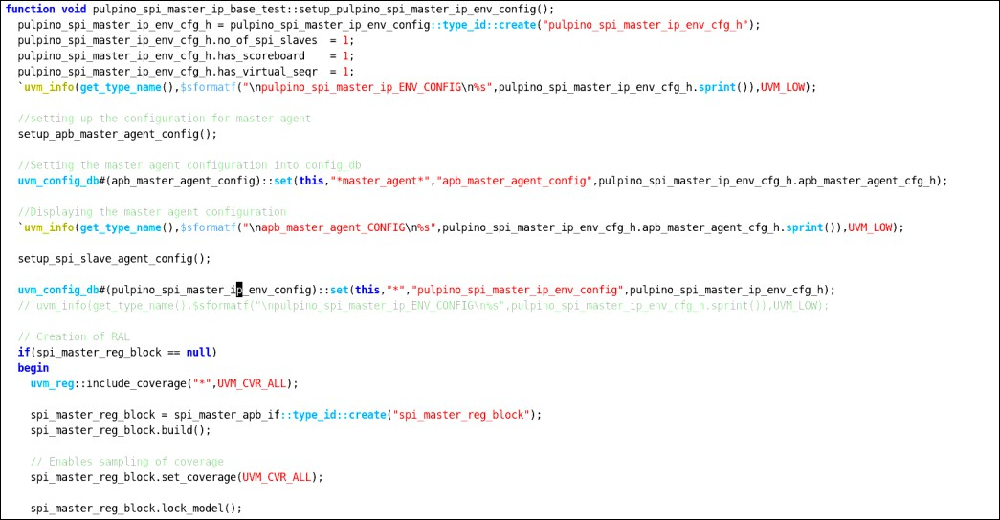 function void pulpino_spi_master_ip_base_test::setup_pulpino_spi_master_ip_env_config();
  pulpino_spi_master_ip_env_cfg_h = pulpino_spi_master_ip_env_config::type_id::create("pulpino_spi_master_ip_env_cfg_h");
  pulpino_spi_master_ip_env_cfg_h.no_of_spi_slaves  = 1;
  pulpino_spi_master_ip_env_cfg_h.has_scoreboard    = 1;
  pulpino_spi_master_ip_env_cfg_h.has_virtual_seqr  = 1;
  `uvm_info(get_type_name(),$sformatf("\npulpino_spi_master_ip_ENV_CONFIG\n%s",pulpino_spi_master_ip_env_cfg_h.sprint()),UVM_LOW);

  //setting up the configuration for master agent
  setup_apb_master_agent_config();

  //Setting the master agent configuration into config_db
  uvm_config_db#(apb_master_agent_config)::set(this,"*master_agent*","apb_master_agent_config",pulpino_spi_master_ip_env_cfg_h.apb_master_agent_cfg_h);

  //Displaying the master agent configuration
  `uvm_info(get_type_name(),$sformatf("\napb_master_agent_CONFIG\n%s",pulpino_spi_master_ip_env_cfg_h.apb_master_agent_cfg_h.sprint()),UVM_LOW);

  setup_spi_slave_agent_config();

  uvm_config_db#(pulpino_spi_master_ip_env_config)::set(this,"*","pulpino_spi_master_ip_env_config",pulpino_spi_master_ip_env_cfg_h);
  // uvm_info(get_type_name(),$sformatf("\npulpino_spi_master_ip_ENV_CONFIG\n%s",pulpino_spi_master_ip_env_cfg_h.sprint()),UVM_LOW);

  // Creation of RAL
  if(spi_master_reg_block == null)
  begin
    uvm_reg::include_coverage("*",UVM_CVR_ALL);

    spi_master_reg_block = spi_master_apb_if::type_id::create("spi_master_reg_block");
    spi_master_reg_block.build();

    // Enables sampling of coverage
    spi_master_reg_block.set_coverage(UVM_CVR_ALL);

    spi_master_reg_block.lock_model();